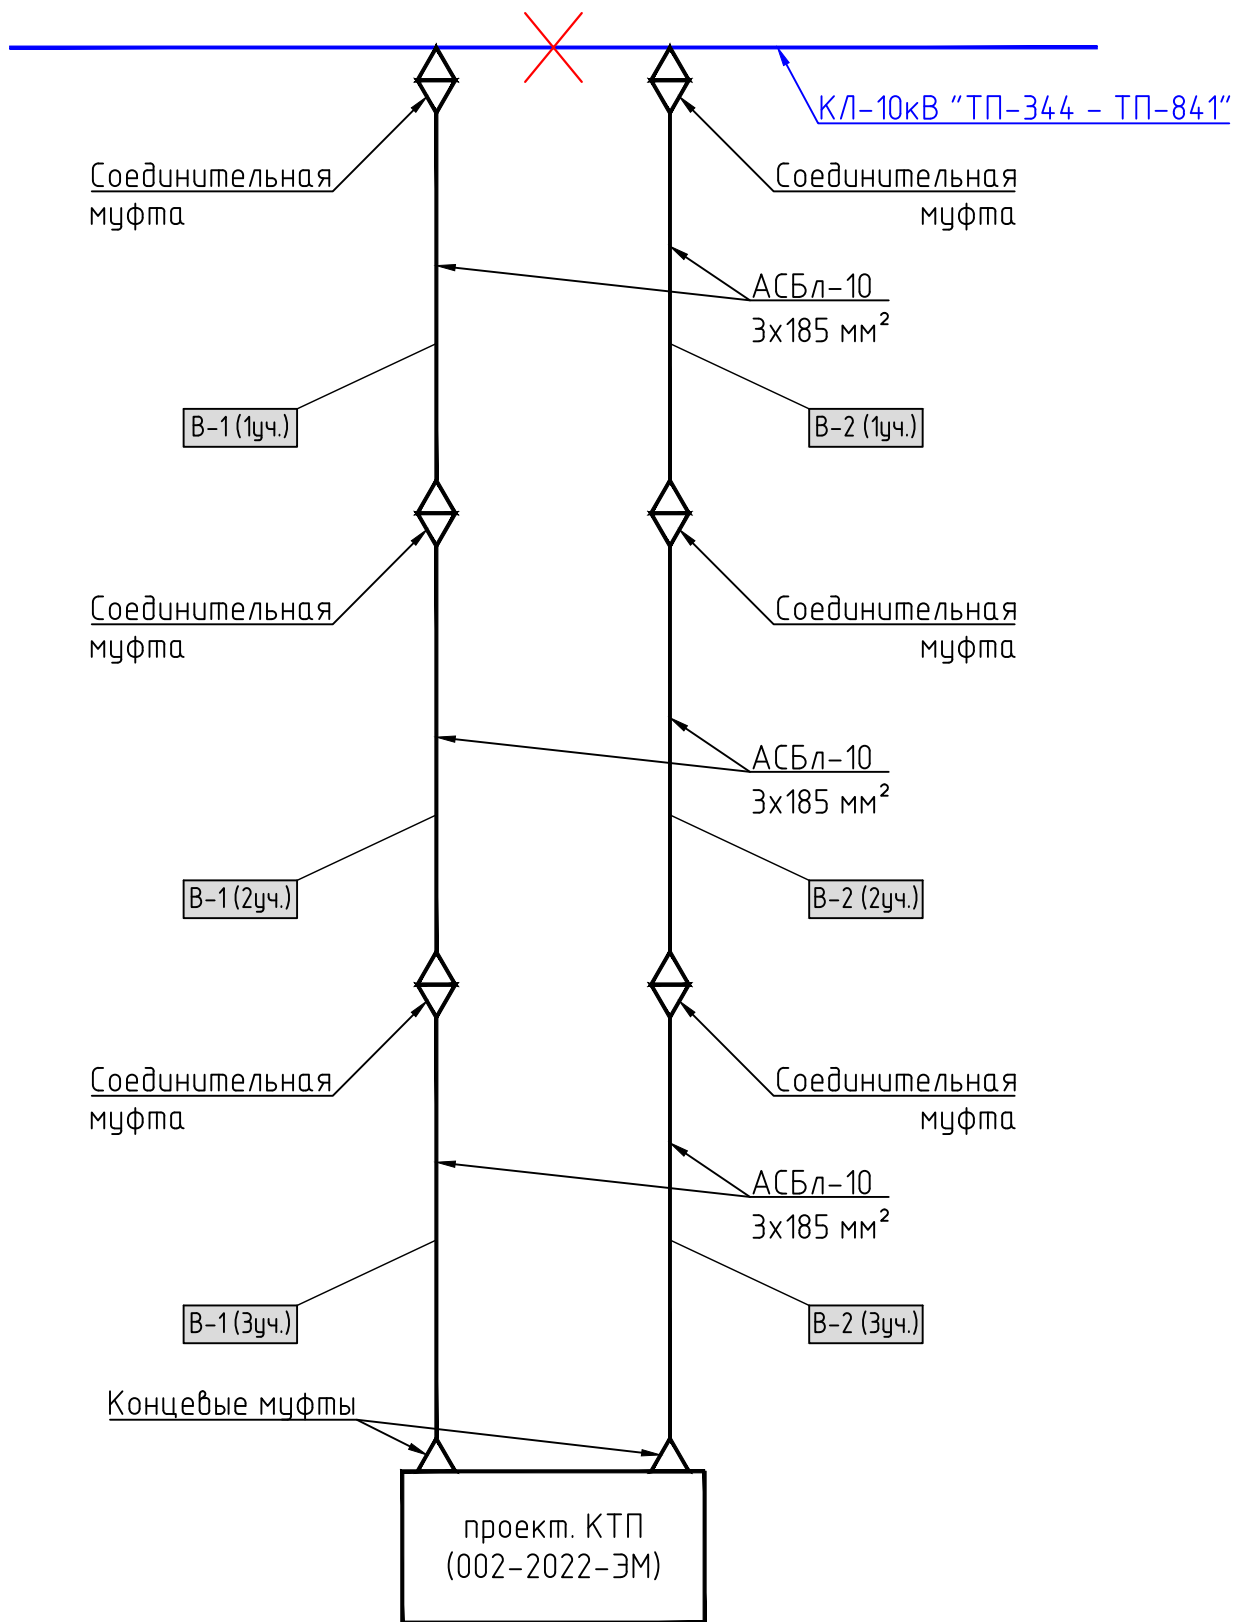 КЛ-10кВ "ТП-344 - ТП-841"
Соединительная
муфта
Соединительная
муфта
АСБл-10
3х185 мм²
В-1 (1уч.)
В-2 (1уч.)
Соединительная
муфта
Соединительная
муфта
АСБл-10
3х185 мм²
В-1 (2уч.)
В-2 (2уч.)
Соединительная
муфта
Соединительная
муфта
АСБл-10
3х185 мм²
В-1 (3уч.)
В-2 (3уч.)
Концевые муфты
проект. КТП
(002-2022-ЭМ)